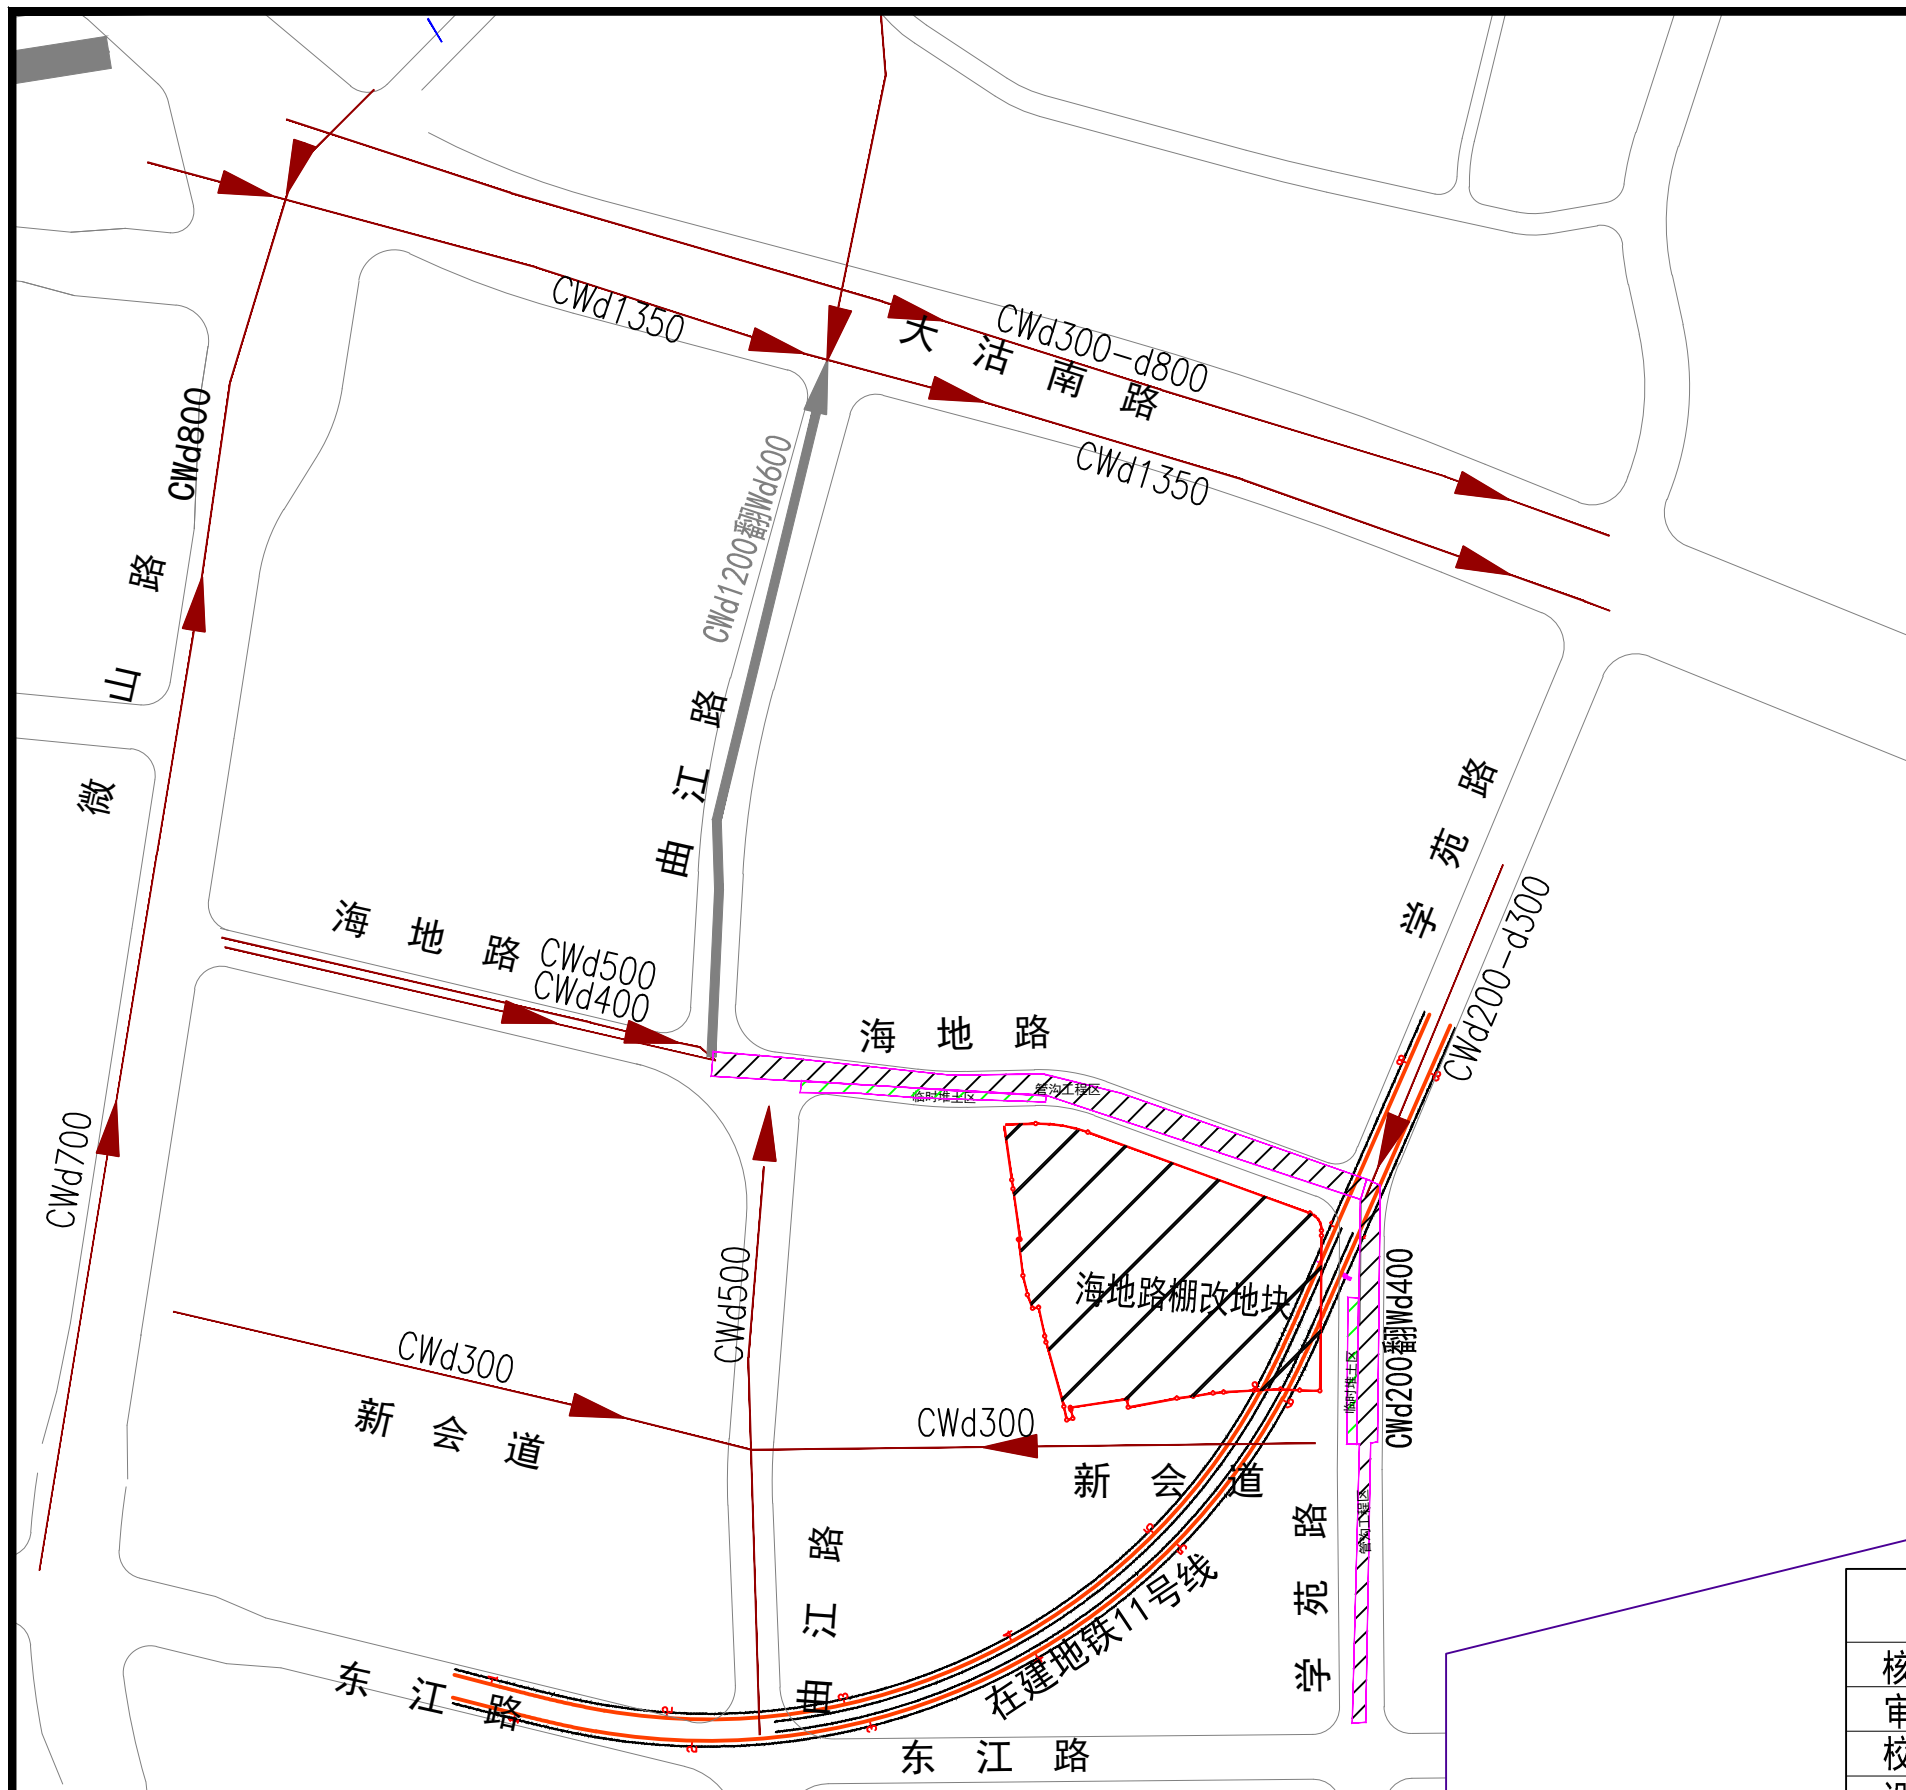 CWd1350
CWd300-d800
大沽南路
CWd1350
CWd800
CWd1200翻Wd600
微山路
曲江路
学苑路
CWd200-d300
海地路
CWd500
CWd400
海地路
管沟工程区
临时堆土区
CWd700
CWd500
海地路棚改地块
CWd200翻Wd400
临时堆土区
CWd300
新会道
CWd300
新会道
管沟工程区
曲江路
学苑路
在建地铁11号线
东江路
东江路
核
审
校